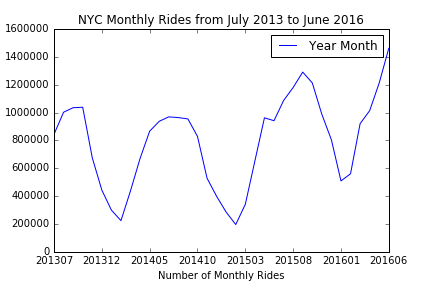 NYC Monthly Rides from July 2013 to June 2016
Year Month
1600000
1400000
1200000
1000000
800000
600000
400000
200000
0
201307 201312 201405 201410 201503 201508 201601 201606
Number of Monthly Rides